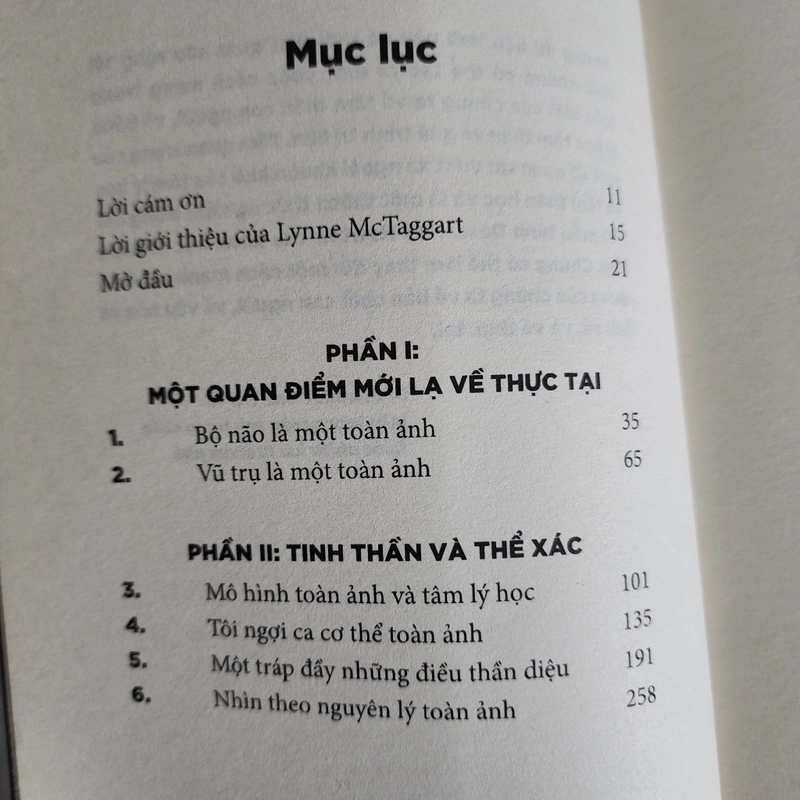 Mục lục
Lời cám ơn 11
Lời giới thiệu của Lynne McTaggart 15
Mở đầu 21
PHẦN I:
MỘT QUAN ĐIỂM MỚI LẠ VỀ THỰC TẠI
1. Bộ não là một toàn ảnh 35
2. Vũ trụ là một toàn ảnh 65
PHẦN II: TINH THẦN VÀ THỂ XÁC
3. Mô hình toàn ảnh và tâm lý học 101
4. Tôi ngợi ca cơ thể toàn ảnh 135
5. Một tráp đầy những điều thần diệu 191
6. Nhìn theo nguyên lý toàn ảnh 258